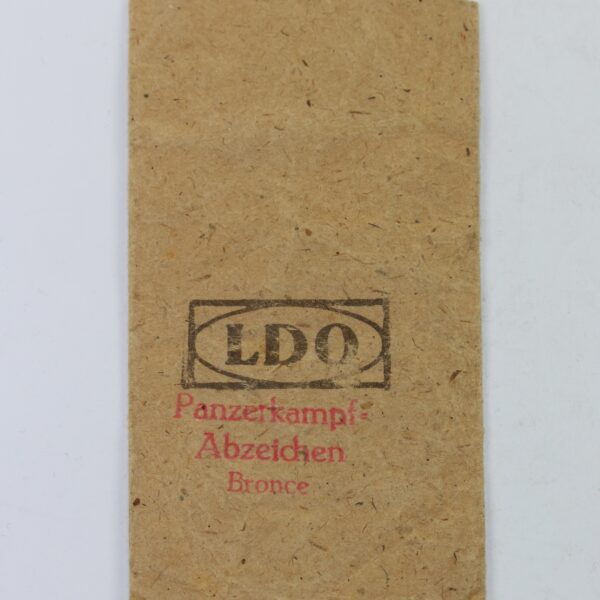 LDO
Panzerkampf-
Abzeichen
Bronce